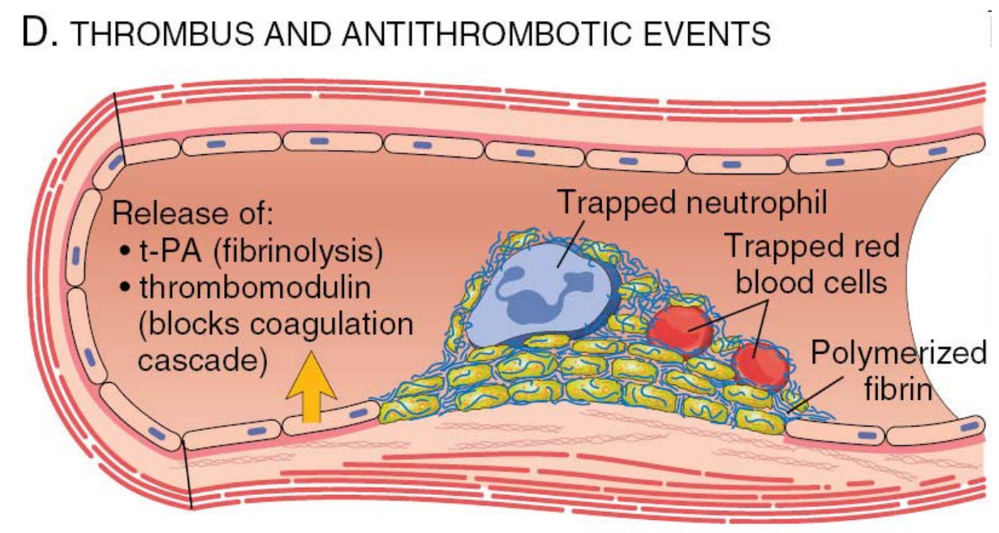 D. THROMBUS AND ANTITHROMBOTIC EVENTS
Release of:
• t-PA (fibrinolysis)
• thrombomodulin
(blocks coagulation
cascade)
Trapped neutrophil
Trapped red
blood cells
Polymerized
fibrin